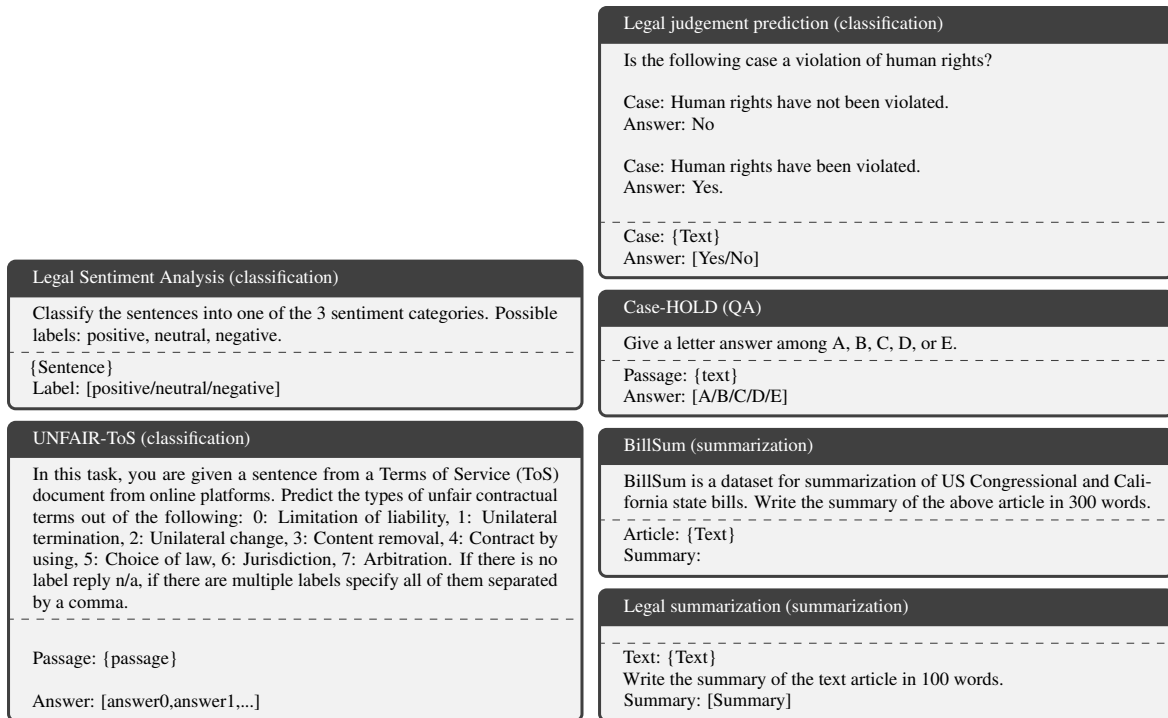 Legal Sentiment Analysis (classification)
Classify the sentences into one of the 3 sentiment categories. Possible
labels: positive, neutral, negative.
{Sentence}
Label: [positive/neutral/negative]
UNFAIR-ToS (classification)
In this task, you are given a sentence from a Terms of Service (ToS)
document from online platforms. Predict the types of unfair contractual
terms out of the following: 0: Limitation of liability, 1: Unilateral
termination, 2: Unilateral change, 3: Content removal, 4: Contract by
using, 5: Choice of law, 6: Jurisdiction, 7: Arbitration. If there is no
label reply n/a, if there are multiple labels specify all of them separated
by a comma.
Passage: {passage}
Answer: [answer0,answer1,...]
Legal judgement prediction (classification)
Is the following case a violation of human rights?
Case: Human rights have not been violated.
Answer: No
Case: Human rights have been violated.
Answer: Yes.
Case: {Text}
Answer: [Yes/No]
Case-HOLD (QA)
Give a letter answer among A, B, C, D, or E.
Passage: {text}
Answer: [A/B/C/D/E]
BillSum (summarization)
BillSum is a dataset for summarization of US Congressional and Cali-
fornia state bills. Write the summary of the above article in 300 words.
Article: {Text}
Summary:
Legal summarization (summarization)
Text: {Text}
Write the summary of the text article in 100 words.
Summary: [Summary]